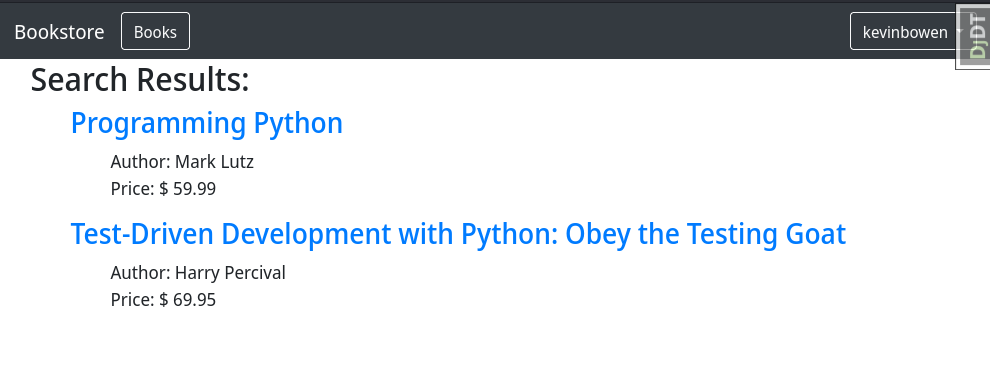 Bookstore Books kevinbowen DjDT
Search Results:
Programming Python
Author: Mark Lutz
Price: $ 59.99
Test-Driven Development with Python: Obey the Testing Goat
Author: Harry Percival
Price: $ 69.95